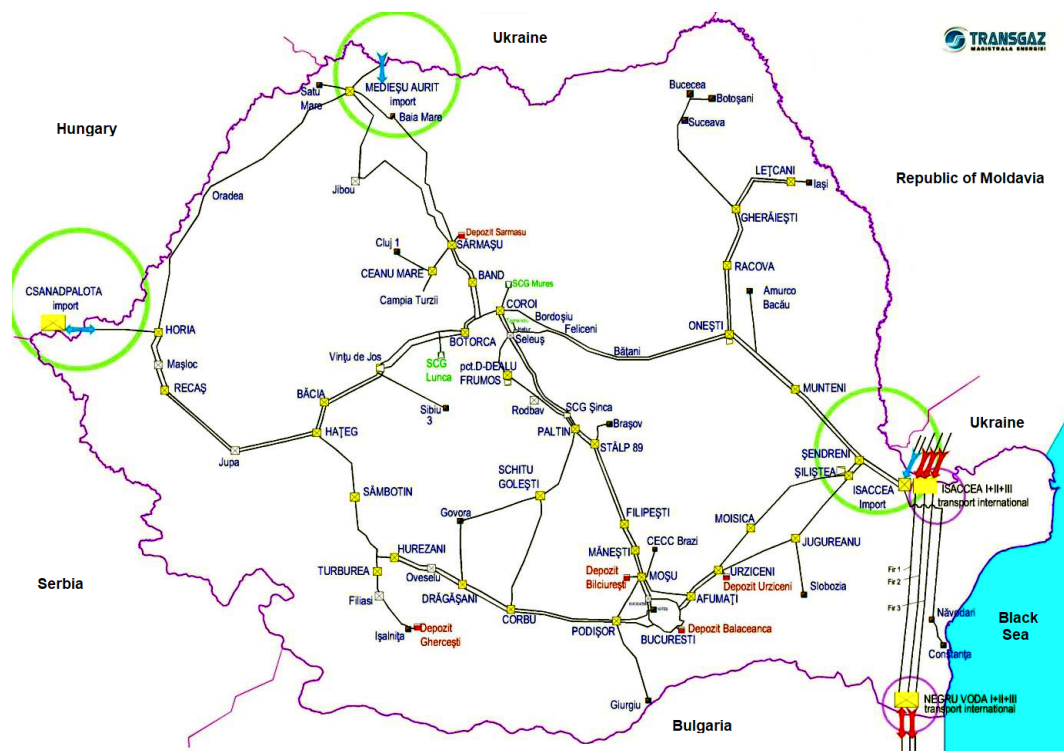 TRANSGAZ
MAGISTRALA ENERGIEI
Ukraine
Hungary
Republic of Moldavia
MEDIEŞU AURIT
import
Satu
Mare
Baia Mare
Bucecea
Botoşani
Suceava
LEŢCANI
Iaşi
Jibou
Oradea
GHERĂIEŞTI
Depozit Sarmasu
Cluj 1
SĂRMAŞU
CEANU MARE
BAND
Campia Turzii
RACOVA
Amurco
Bacău
CSANADPALOTA
import
HORIA
SCG Mures
COROI
Bordoşiu
Feliceni
Seleuş
BOTORCA
SCG
Lunca
ONEŞTI
Băţani
Maşloc
RECAŞ
Vinţu de Jos
pct.D-DEALU
FRUMOS
BĂCIA
Sibiu
3
Rodbav
SCG Şinca
Braşov
MUNTENI
HAŢEG
PALTIN
STÂLP 89
Jupa
Ukraine
ŞENDRENI
ŞILIŞTEA
ISACCEA
Import
ISACCEA I+II+III
transport international
SCHITU
GOLEŞTI
SÂMBOTIN
Govora
FILIPEŞTI
MOISICA
CECC Brazi
JUGUREANU
MĂNEŞTI
HUREZANI
TURBUREA
Oveselu
Serbia
Depozit
Bilciureşti
MOŞU
URZICENI
Depozit Urziceni
Slobozia
Fir 1
Fir 2
Fir 3
Filiasi
DRĂGĂŞANI
CORBU
AFUMAŢI
Năvodari
Black
Sea
Işalniţa
Depozit
Gherceşti
PODIŞOR
BUCURESTI
Depozit Balaceanca
Constanţa
Giurgiu
Bulgaria
NEGRU VODA I+II+III
transport international